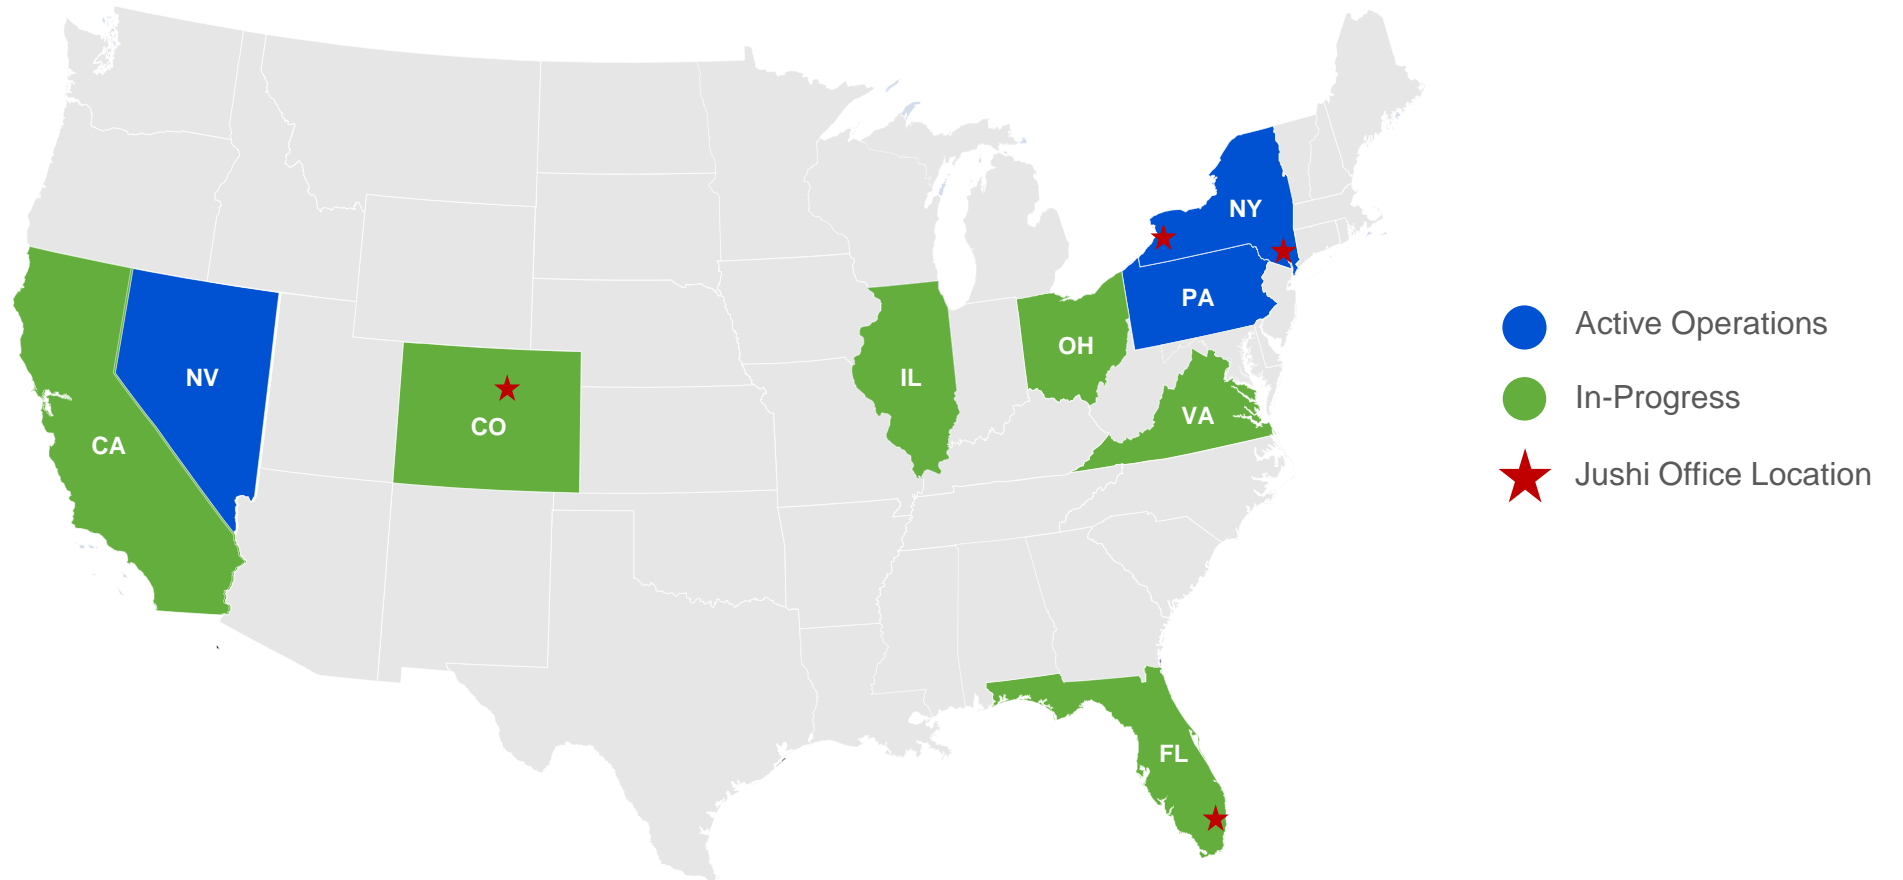 NY
PA
NV
OH
IL
VA
CO
CA
FL
Active Operations
In-Progress
Jushi Office Location